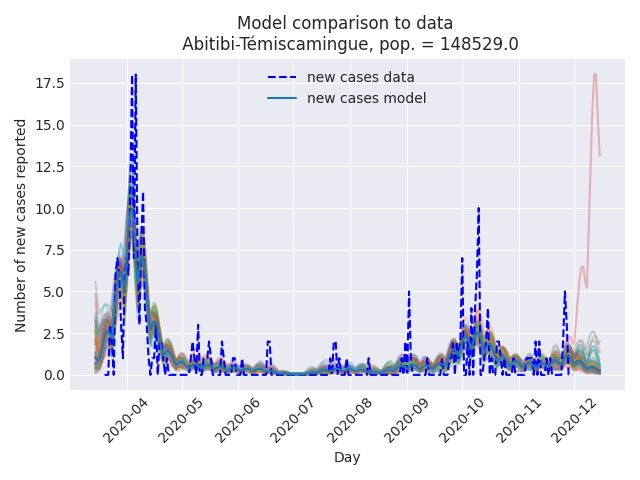 Model comparison to data
Abitibi-Témiscamingue, pop. = 148529.0
new cases data
new cases model
Number of new cases reported
17.5
15.0
12.5
10.0
7.5
5.0
2.5
0.0
2020-04
2020-05
2020-06
2020-07
2020-08
2020-09
2020-10
2020-11
2020-12
Day